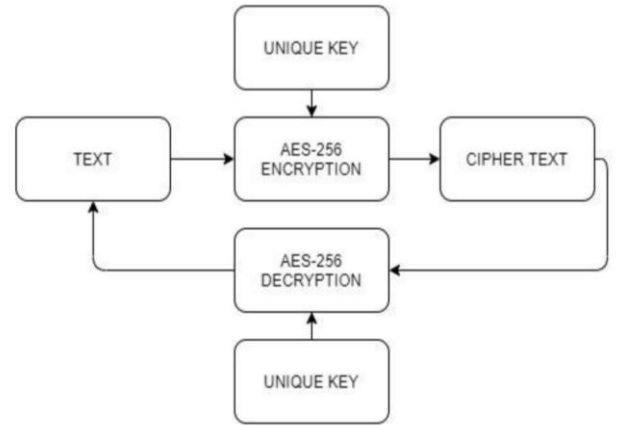 UNIQUE KEY
TEXT
AES-256
ENCRYPTION
CIPHER TEXT
AES-256
DECRYPTION
UNIQUE KEY